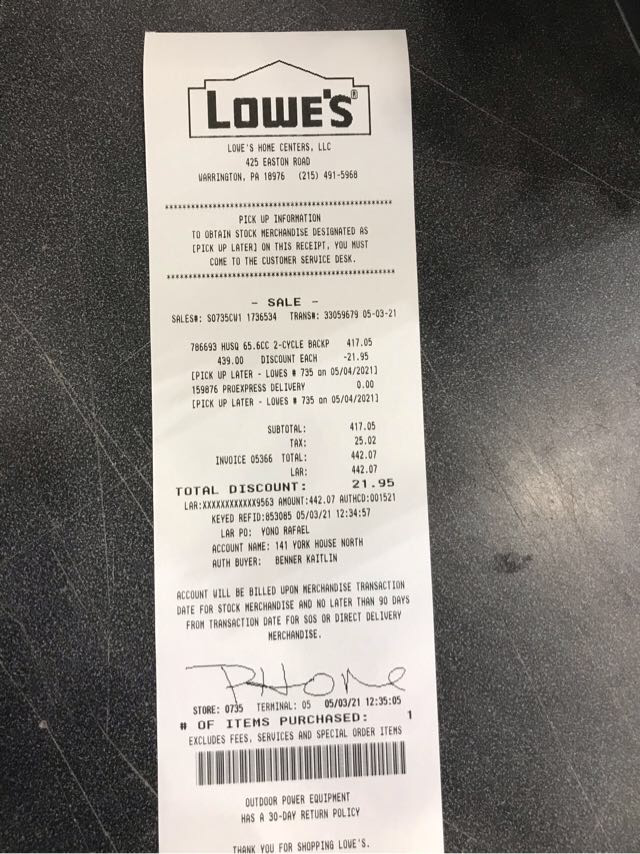 LOWE'S®
LOWE'S HOME CENTERS, LLC
425 EASTON ROAD
WARRINGTON, PA 18976 (215) 491-5968
****************************************************
PICK UP INFORMATION
TO OBTAIN STOCK MERCHANDISE DESIGNATED AS
[PICK UP LATER] ON THIS RECEIPT, YOU MUST
COME TO THE CUSTOMER SERVICE DESK.
****************************************************
- SALE -
SALES#: S0735CW1 1736534 TRANS#: 33059679 05-03-21
786693 HUSQ 65.6CC 2-CYCLE BACKP 417.05
439.00 DISCOUNT EACH -21.95
[PICK UP LATER - LOWES # 735 on 05/04/2021]
159876 PROEXPRESS DELIVERY 0.00
[PICK UP LATER - LOWES # 735 on 05/04/2021]
SUBTOTAL: 417.05
TAX: 25.02
INVOICE 05366 TOTAL: 442.07
LAR: 442.07
TOTAL DISCOUNT: 21.95
LAR:XXXXXXXXXXXX9563 AMOUNT:442.07 AUTHCD:001521
KEYED REFID:853085 05/03/21 12:34:57
LAR PO: YONO RAFAEL
ACCOUNT NAME: 141 YORK HOUSE NORTH
AUTH BUYER: BENNER KAITLIN
ACCOUNT WILL BE BILLED UPON MERCHANDISE TRANSACTION
DATE FOR STOCK MERCHANDISE AND NO LATER THAN 90 DAYS
FROM TRANSACTION DATE FOR SOS OR DIRECT DELIVERY
MERCHANDISE.
PHONE
STORE: 0735 TERMINAL: 05 05/03/21 12:35:05
# OF ITEMS PURCHASED: 1
EXCLUDES FEES, SERVICES AND SPECIAL ORDER ITEMS
OUTDOOR POWER EQUIPMENT
HAS A 30-DAY RETURN POLICY
THANK YOU FOR SHOPPING LOWE'S.